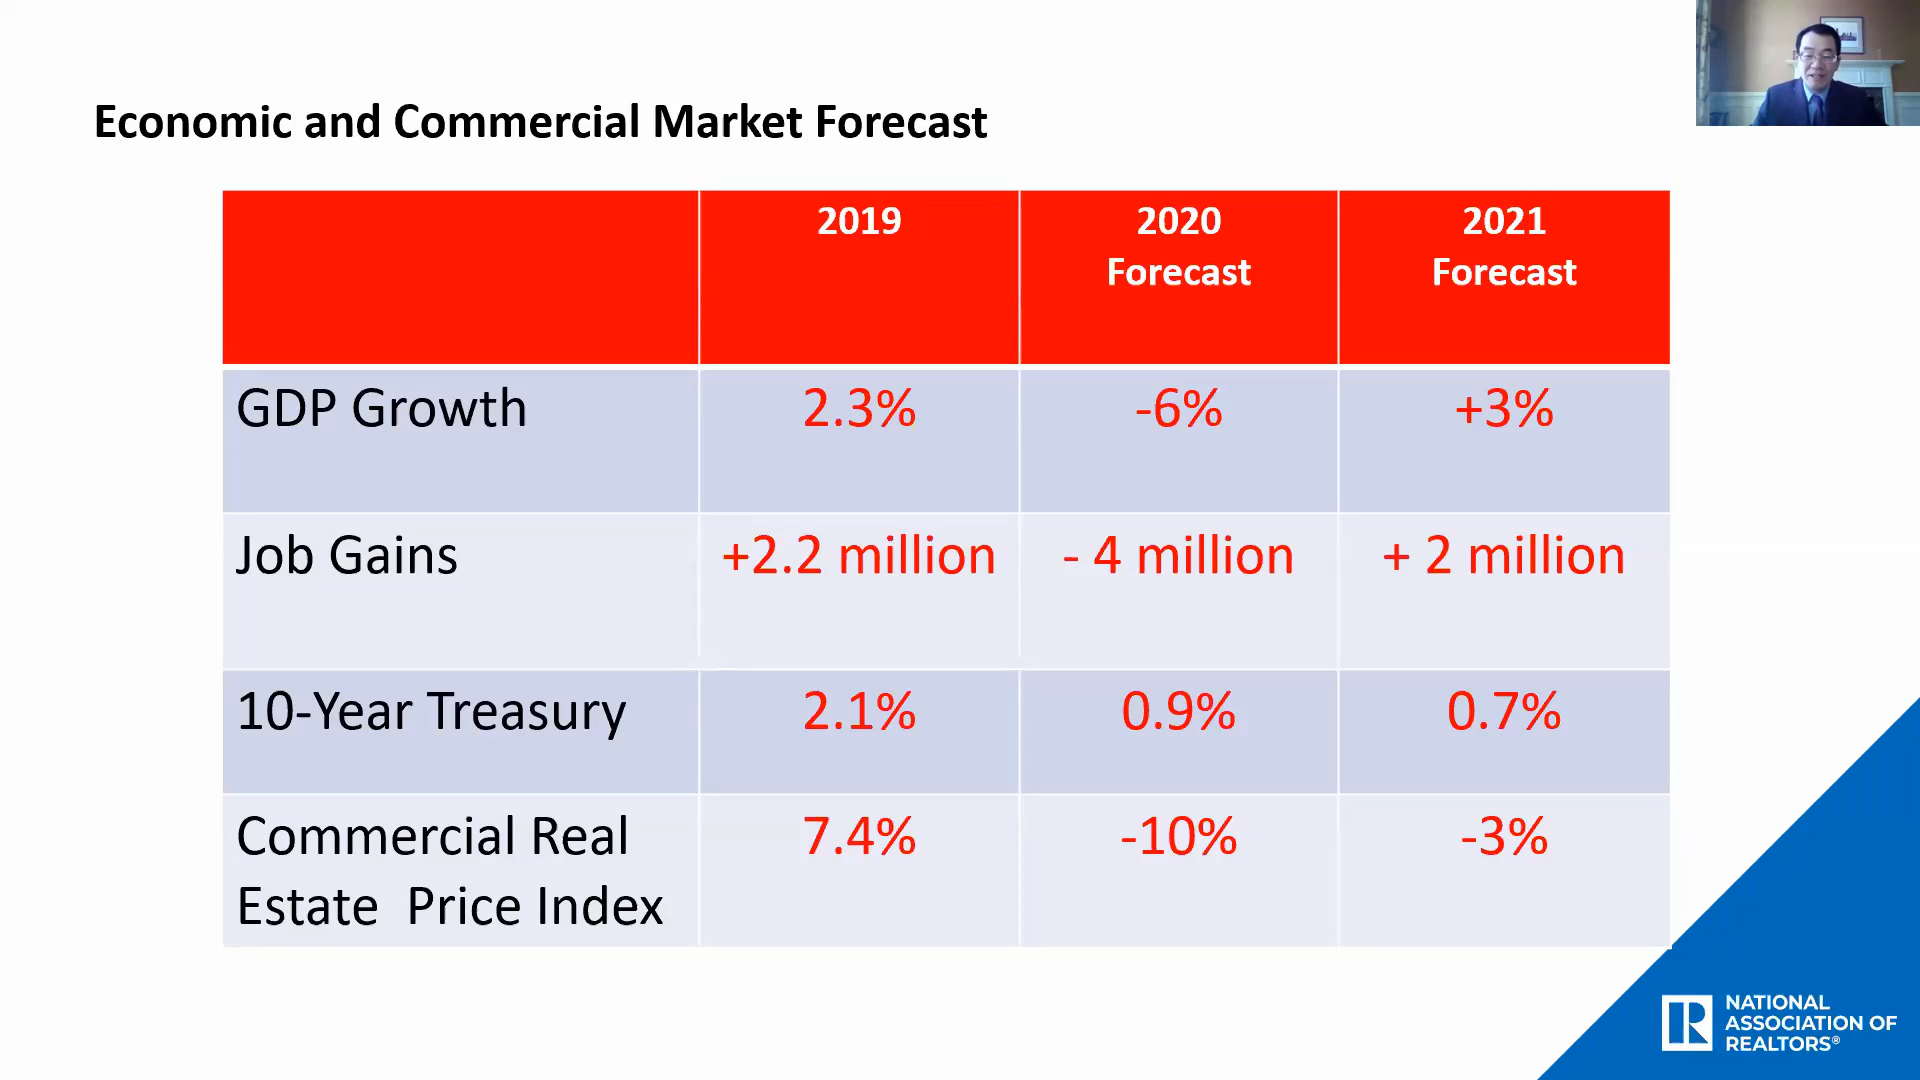 Economic and Commercial Market Forecast
2019
2020
Forecast
2021
Forecast
GDP Growth
2.3%
-6%
+3%
Job Gains
+2.2 million
- 4 million
+ 2 million
10-Year Treasury
2.1%
0.9%
0.7%
Commercial Real
Estate  Price Index
7.4%
-10%
-3%
NATIONAL
ASSOCIATION OF
REALTORS®